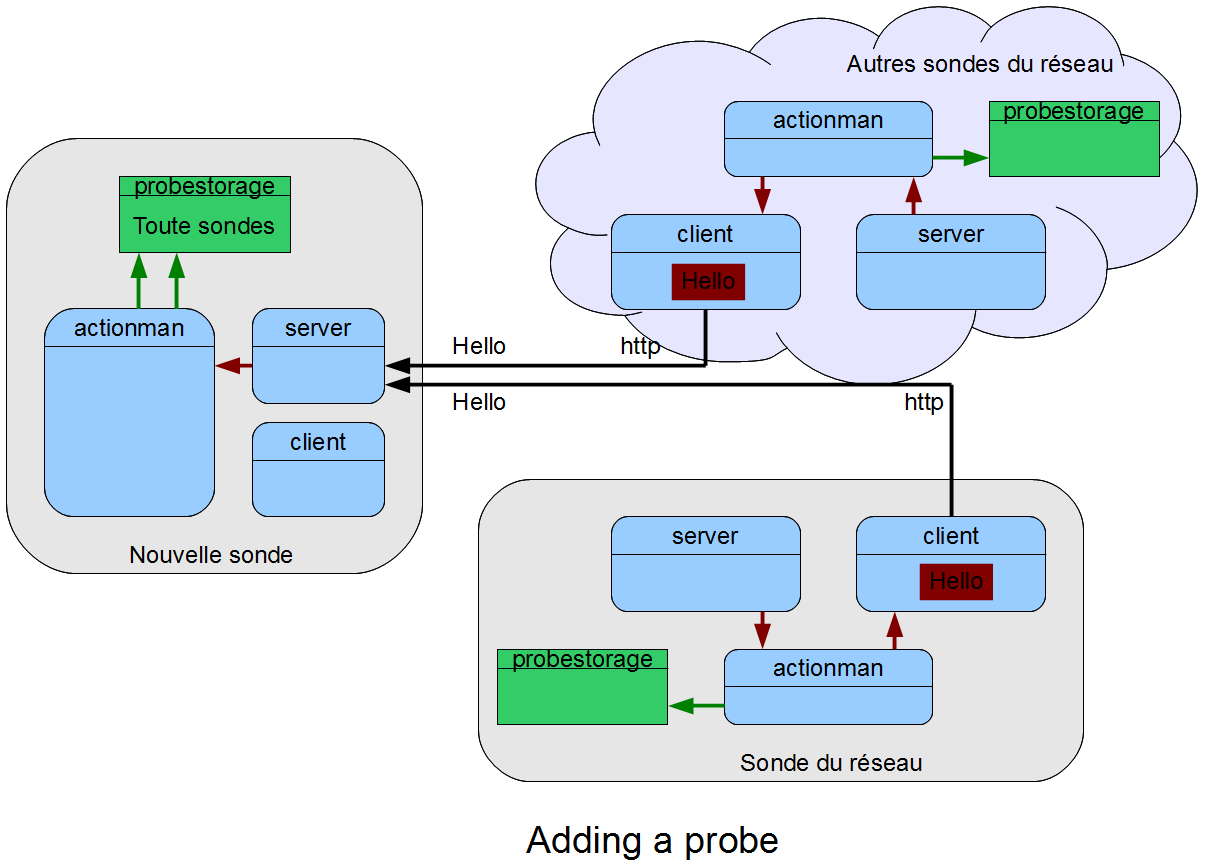 Autres sondes du réseau
actionman
probestorage
client
Hello
server
probestorage
Toute sondes
actionman
server
client
Nouvelle sonde
Hello
http
Hello
http
server
client
Hello
probestorage
actionman
Sonde du réseau
Adding a probe